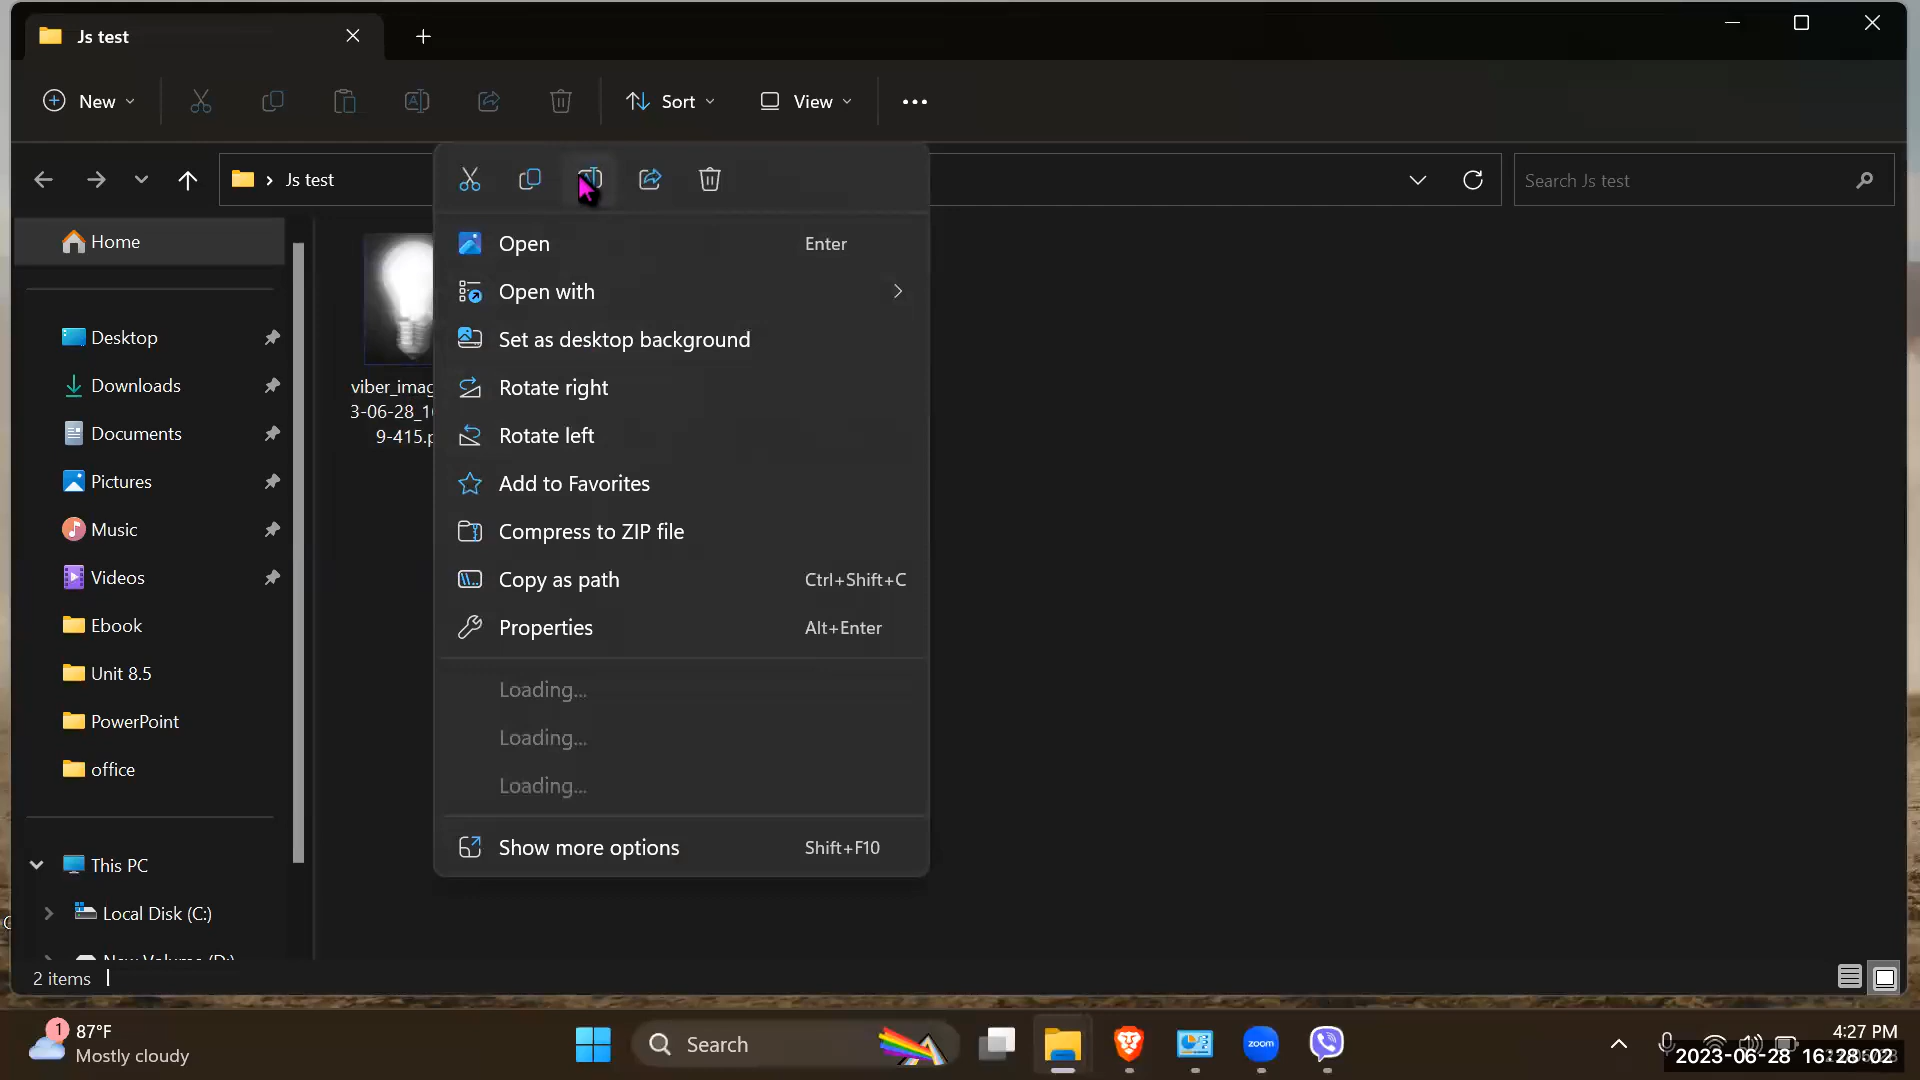 Js test
New
Sort
View
Js test
Search Js test
Home
Desktop
Downloads
Documents
Pictures
Music
Videos
Ebook
Unit 8.5
PowerPoint
office
This PC
Local Disk (C:)
New Volume (D:)
viber_imag
3-06-28_1
9-415.p
Open Enter
Open with
Set as desktop background
Rotate right
Rotate left
Add to Favorites
Compress to ZIP file
Copy as path Ctrl+Shift+C
Properties Alt+Enter
Loading...
Loading...
Loading...
Show more options Shift+F10
2 items
1
87°F
Mostly cloudy
Search
zoom
4:27 PM
2023-06-28 16:28:02